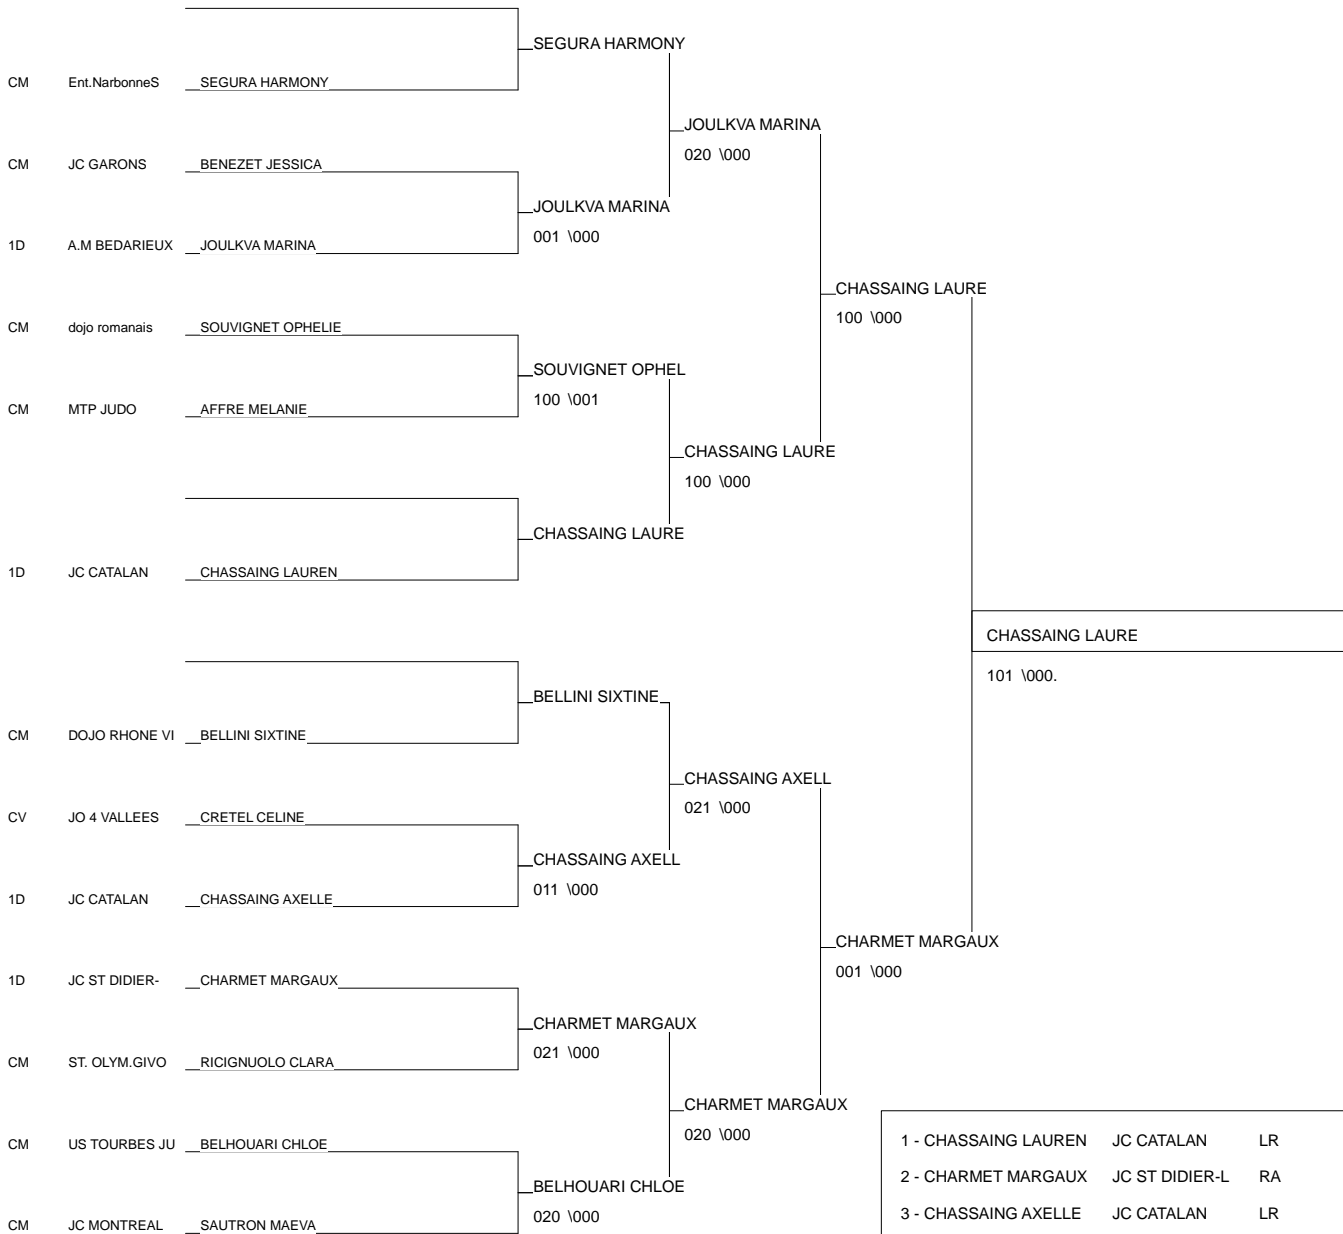 SEGURA HARMONY
CM Ent.NarbonneS SEGURA HARMONY
JOULKVA MARINA
020 \000
CM JC GARONS BENEZET JESSICA
JOULKVA MARINA
001 \000
1D A.M BEDARIEUX JOULKVA MARINA
CHASSAING LAURE
100 \000
CM dojo romanais SOUVIGNET OPHELIE
SOUVIGNET OPHEL
100 \001
CM MTP JUDO AFFRE MELANIE
CHASSAING LAURE
100 \000
CHASSAING LAURE
1D JC CATALAN CHASSAING LAUREN
CHASSAING LAURE
101 \000.
BELLINI SIXTINE
CM DOJO RHONE VI BELLINI SIXTINE
CHASSAING AXELL
021 \000
CV JO 4 VALLEES CRETEL CELINE
CHASSAING AXELL
011 \000
1D JC CATALAN CHASSAING AXELLE
CHARMET MARGAUX
001 \000
1D JC ST DIDIER- CHARMET MARGAUX
CHARMET MARGAUX
021 \000
CM ST. OLYM.GIVO RICIGNUOLO CLARA
CHARMET MARGAUX
020 \000
CM US TOURBES JU BELHOUARI CHLOE
BELHOUARI CHLOE
020 \000
CM JC MONTREAL SAUTRON MAEVA
1 - CHASSAING LAUREN JC CATALAN LR
2 - CHARMET MARGAUX JC ST DIDIER-L RA
3 - CHASSAING AXELLE JC CATALAN LR